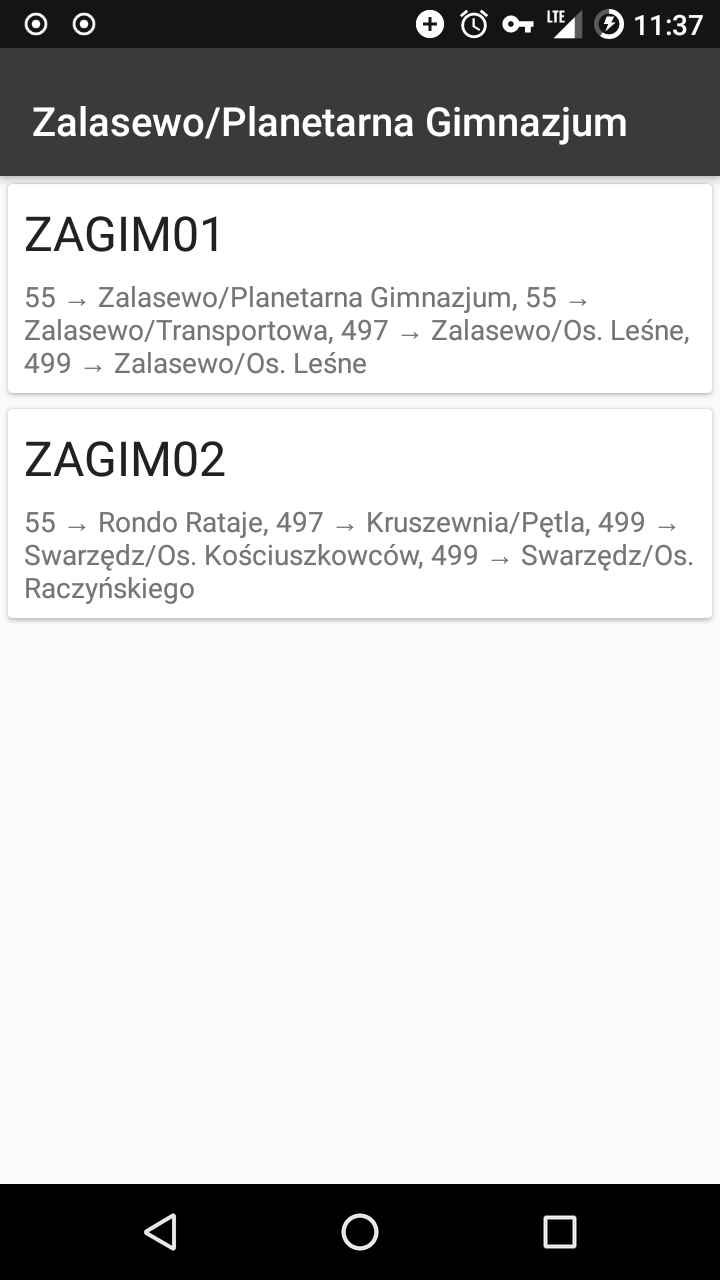 LTE 11:37
Zalasewo/Planetarna Gimnazjum
ZAGIM01
55 → Zalasewo/Planetarna Gimnazjum, 55 →
Zalasewo/Transportowa, 497 → Zalasewo/Os. Leśne,
499 → Zalasewo/Os. Leśne
ZAGIM02
55 → Rondo Rataje, 497 → Kruszewnia/Pętla, 499 →
Swarzędz/Os. Kościuszkowców, 499 → Swarzędz/Os.
Raczyńskiego